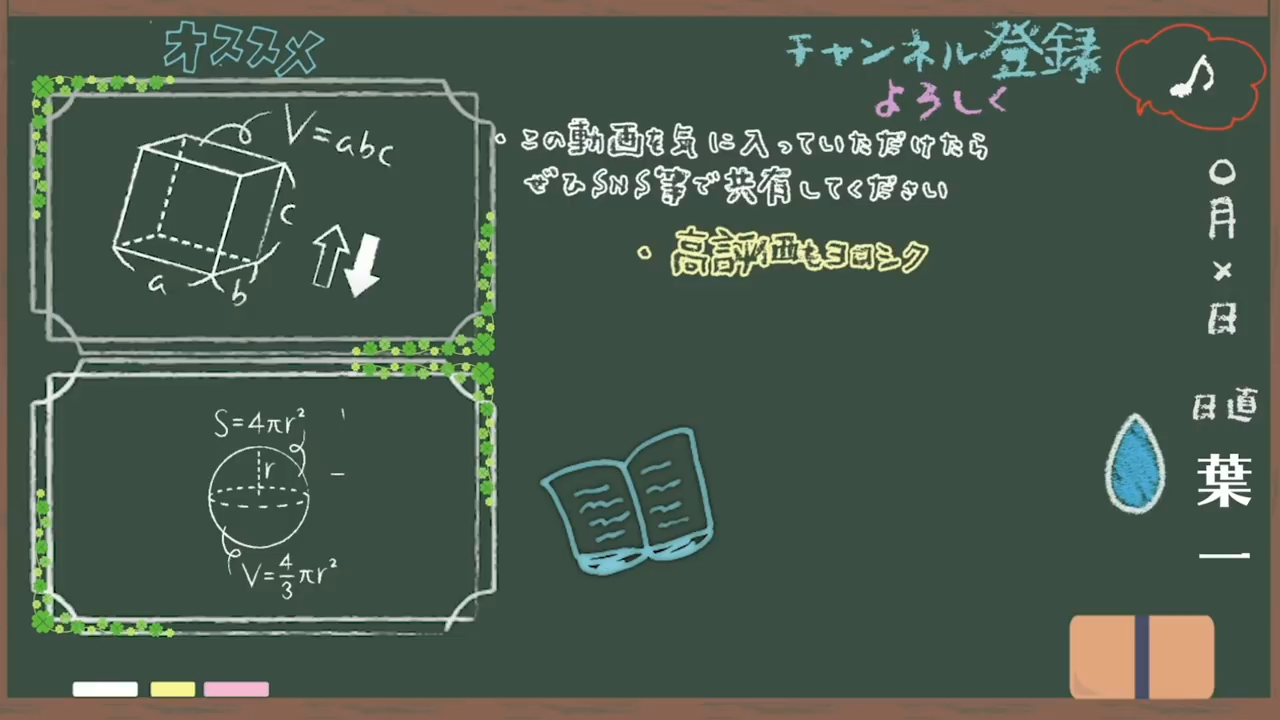 オススメ
V=abc
c
a
b
S=4πr²
r
V=4/3πr²
チャンネル登録
よろしく
・この動画を気に入っていただけたら
ぜひSNS等で共有してください
・高評価もヨロシク
♪
〇月×日
日直
葉一